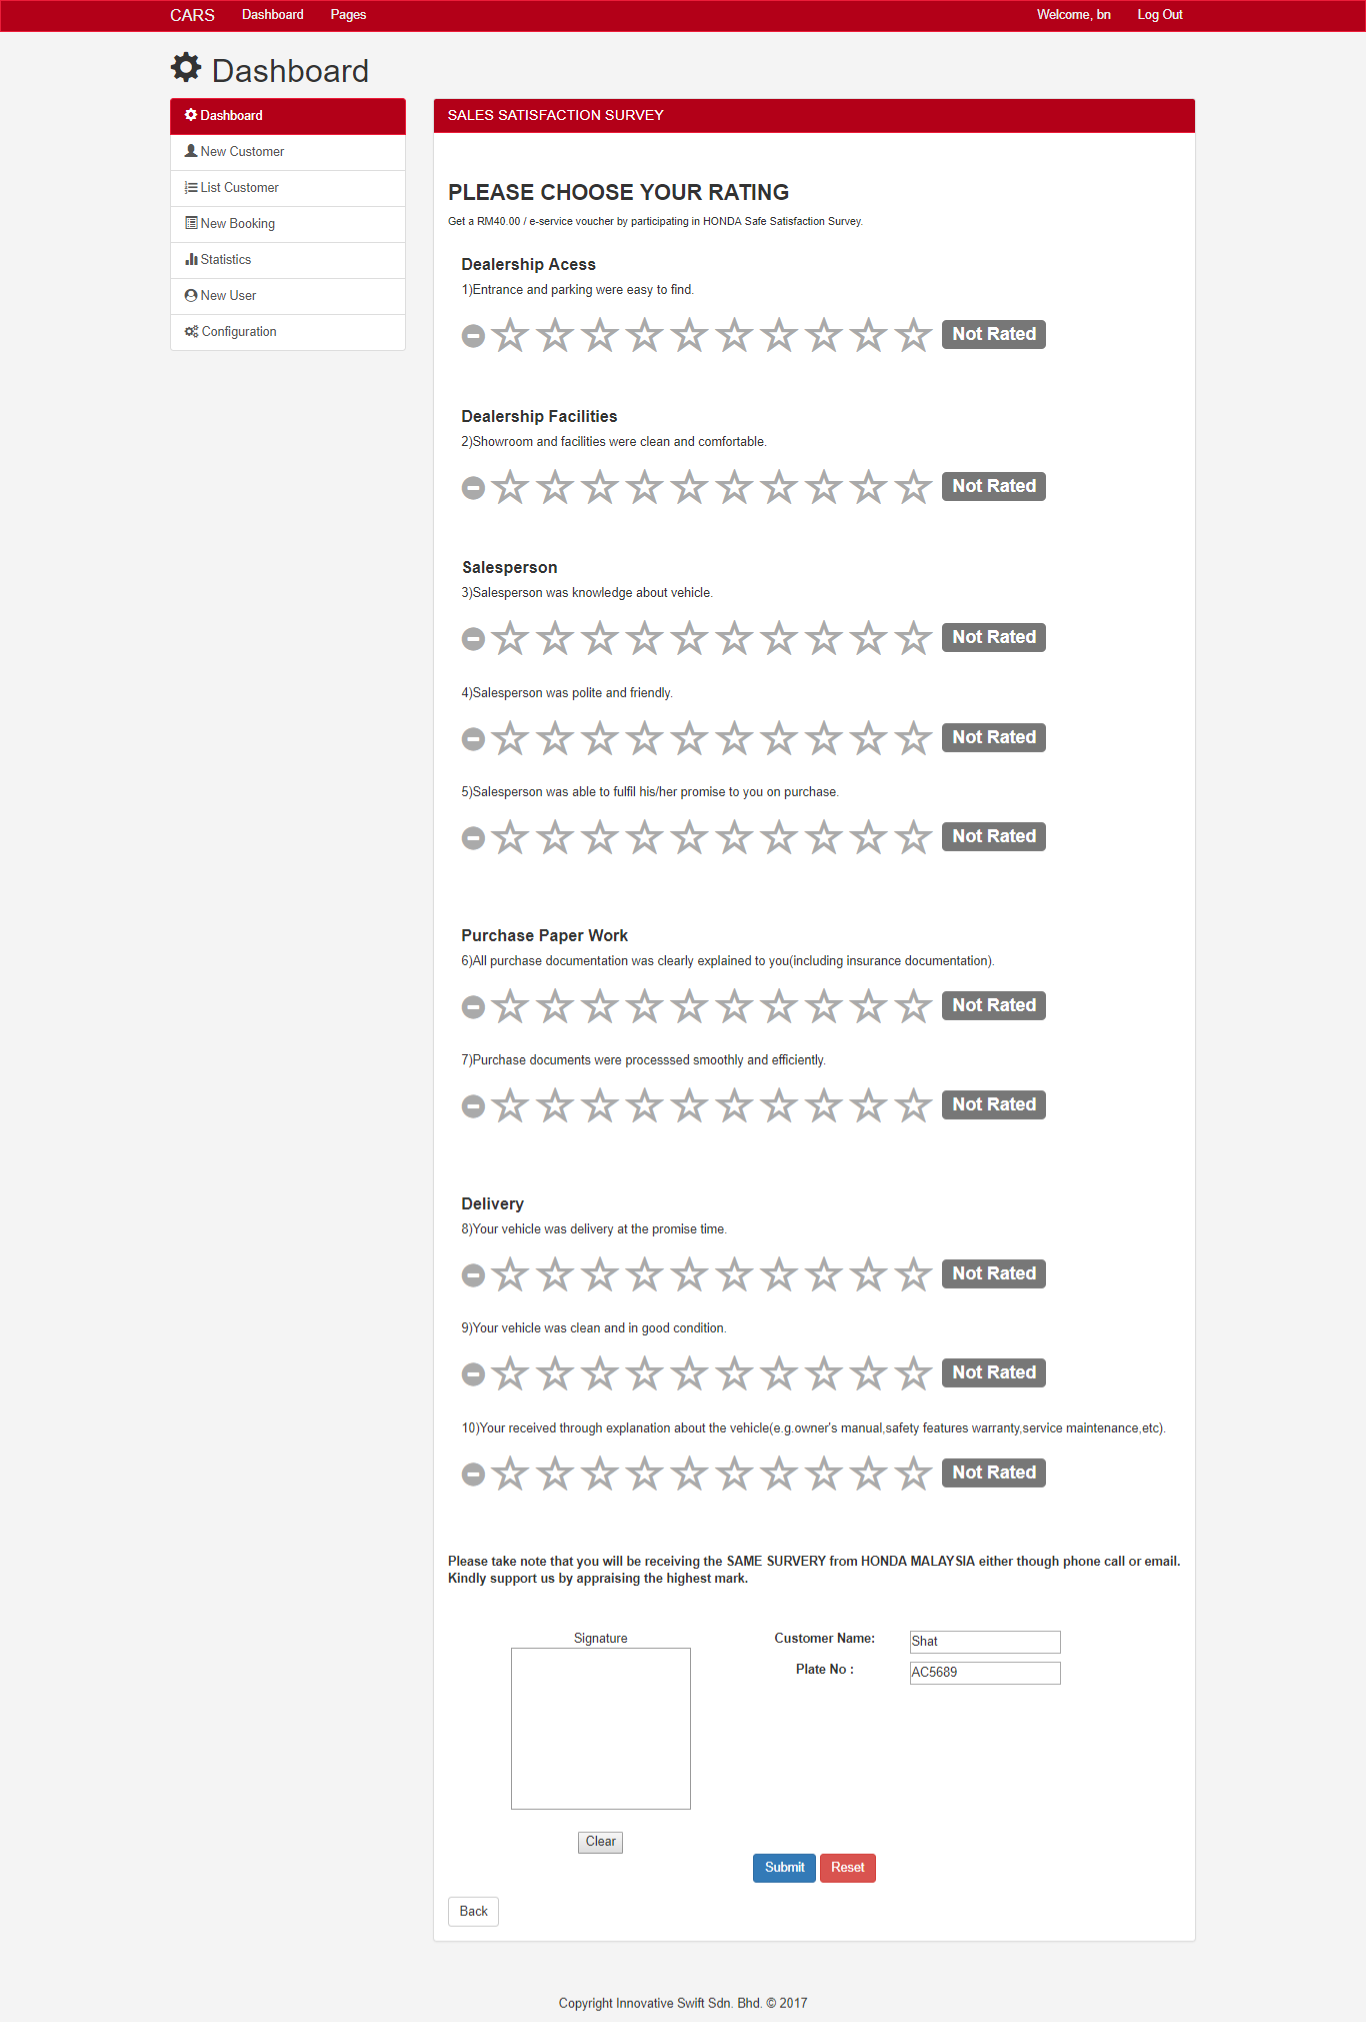 CARS Dashboard Pages Welcome, bn Log Out
Dashboard
Dashboard
New Customer
List Customer
New Booking
Statistics
New User
Configuration
SALES SATISFACTION SURVEY
PLEASE CHOOSE YOUR RATING
Get a RM40.00 / e-service voucher by participating in HONDA Safe Satisfaction Survey.
Dealership Acess
1)Entrance and parking were easy to find.
Not Rated
Dealership Facilities
2)Showroom and facilities were clean and comfortable.
Not Rated
Salesperson
3)Salesperson was knowledge about vehicle.
Not Rated
4)Salesperson was polite and friendly.
Not Rated
5)Salesperson was able to fulfil his/her promise to you on purchase.
Not Rated
Purchase Paper Work
6)All purchase documentation was clearly explained to you(including insurance documentation).
Not Rated
7)Purchase documents were processsed smoothly and efficiently.
Not Rated
Delivery
8)Your vehicle was delivery at the promise time.
Not Rated
9)Your vehicle was clean and in good condition.
Not Rated
10)Your received through explanation about the vehicle(e.g.owner's manual,safety features warranty,service maintenance,etc).
Not Rated
Please take note that you will be receiving the SAME SURVERY from HONDA MALAYSIA either though phone call or email.
Kindly support us by appraising the highest mark.
Signature
Customer Name: Shat
Plate No : AC5689
Clear
Submit Reset
Back
Copyright Innovative Swift Sdn. Bhd. © 2017